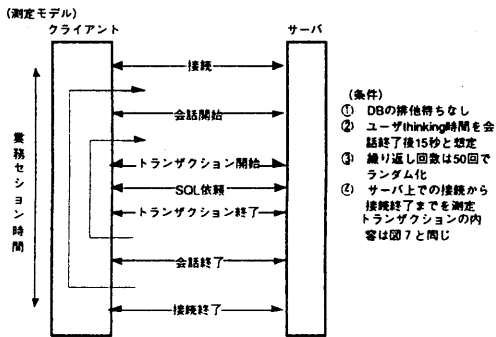 (測定モデル)
クライアント
サーバ
接続
会話開始
トランザクション開始
SQL依頼
トランザクション終了
会話終了
接続終了
業務セション時間
(条件)
① DBの排他待ちなし
② ユーザthinking時間を会
話終了後15秒と想定
③ 繰り返し回数は50回で
ランダム化
④ サーバ上での接続から
接続終了までを測定
トランザクションの内
容は図7と同じ